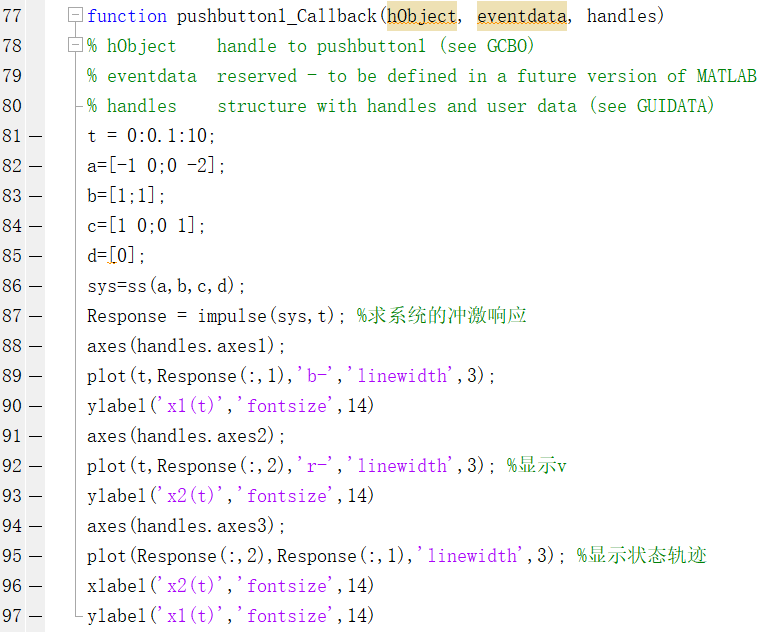 77 function pushbutton1_Callback(hObject, eventdata, handles)
78 % hObject    handle to pushbutton1 (see GCBO)
79 % eventdata  reserved - to be defined in a future version of MATLAB
80 % handles    structure with handles and user data (see GUIDATA)
81 t = 0:0.1:10;
82 a=[-1 0;0 -2];
83 b=[1;1];
84 c=[1 0;0 1];
85 d=[0];
86 sys=ss(a,b,c,d);
87 Response = impulse(sys,t); %求系统的冲激响应
88 axes(handles.axes1);
89 plot(t,Response(:,1),'b-','linewidth',3);
90 ylabel('x1(t)','fontsize',14)
91 axes(handles.axes2);
92 plot(t,Response(:,2),'r-','linewidth',3); %显示v
93 ylabel('x2(t)','fontsize',14)
94 axes(handles.axes3);
95 plot(Response(:,2),Response(:,1),'linewidth',3); %显示状态轨迹
96 xlabel('x2(t)','fontsize',14)
97 ylabel('x1(t)','fontsize',14)